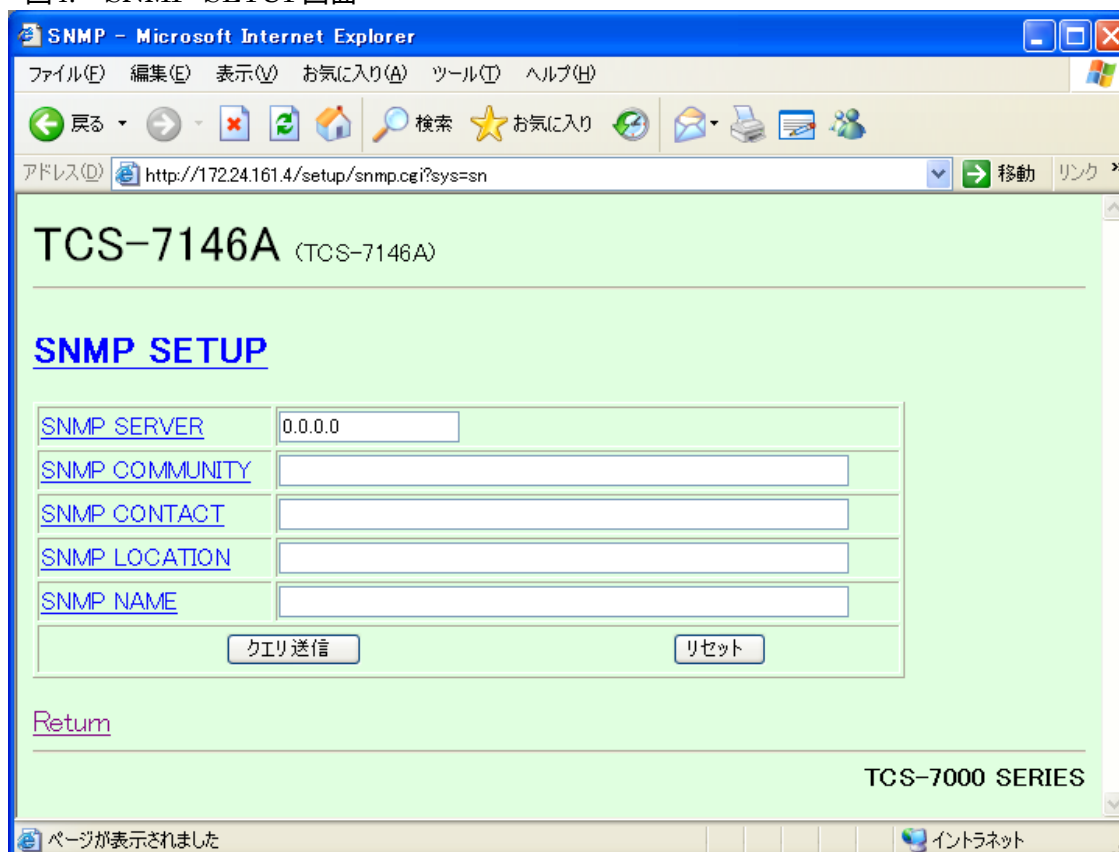 SNMP - Microsoft Internet Explorer
ファイル(F) 編集(E) 表示(V) お気に入り(A) ツール(T) ヘルプ(H)
戻る 検索 お気に入り
アドレス(D) http://172.24.161.4/setup/snmp.cgi?sys=sn 移動 リンク »
TCS-7146A (TCS-7146A)
SNMP SETUP
SNMP SERVER 0.0.0.0
SNMP COMMUNITY
SNMP CONTACT
SNMP LOCATION
SNMP NAME
クエリ送信 リセット
Return
TCS-7000 SERIES
ページが表示されました イントラネット